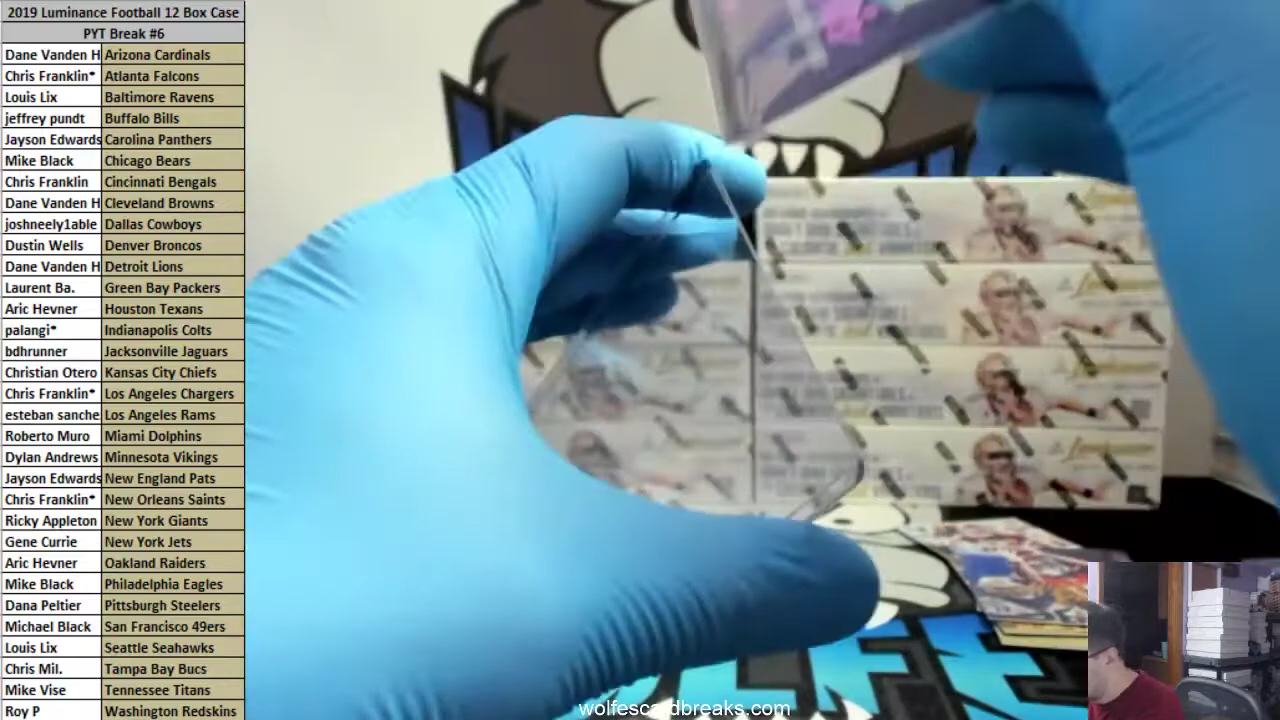 2019 Luminance Football 12 Box Case
PYT Break #6
Dane Vanden H Arizona Cardinals
Chris Franklin* Atlanta Falcons
Louis Lix Baltimore Ravens
jeffrey pundt Buffalo Bills
Jayson Edwards Carolina Panthers
Mike Black Chicago Bears
Chris Franklin Cincinnati Bengals
Dane Vanden H Cleveland Browns
joshneely1able Dallas Cowboys
Dustin Wells Denver Broncos
Dane Vanden H Detroit Lions
Laurent Ba. Green Bay Packers
Aric Hevner Houston Texans
palangi* Indianapolis Colts
bdhrunner Jacksonville Jaguars
Christian Otero Kansas City Chiefs
Chris Franklin* Los Angeles Chargers
esteban sanche Los Angeles Rams
Roberto Muro Miami Dolphins
Dylan Andrews Minnesota Vikings
Jayson Edwards New England Pats
Chris Franklin* New Orleans Saints
Ricky Appleton New York Giants
Gene Currie New York Jets
Aric Hevner Oakland Raiders
Mike Black Philadelphia Eagles
Dana Peltier Pittsburgh Steelers
Michael Black San Francisco 49ers
Louis Lix Seattle Seahawks
Chris Mil. Tampa Bay Bucs
Mike Vise Tennessee Titans
Roy P Washington Redskins
wolfescardbreaks.com